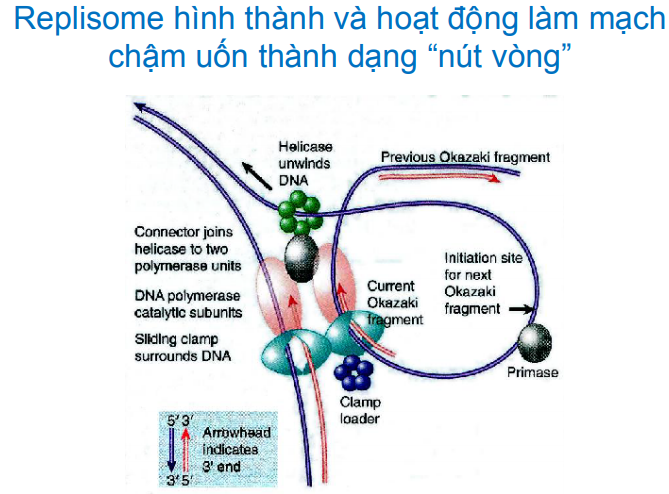 Replisome hình thành và hoạt động làm mạch
chậm uốn thành dạng “nút vòng”
Helicase
unwinds
DNA
Previous Okazaki fragment
Connector joins
helicase to two
polymerase units
Initiation site
for next
Okazaki
fragment
DNA polymerase
catalytic subunits
Current
Okazaki
fragment
Sliding clamp
surrounds DNA
Primase
Clamp
loader
5′ 3′
Arrowhead
indicates
3′ end
3′ 5′